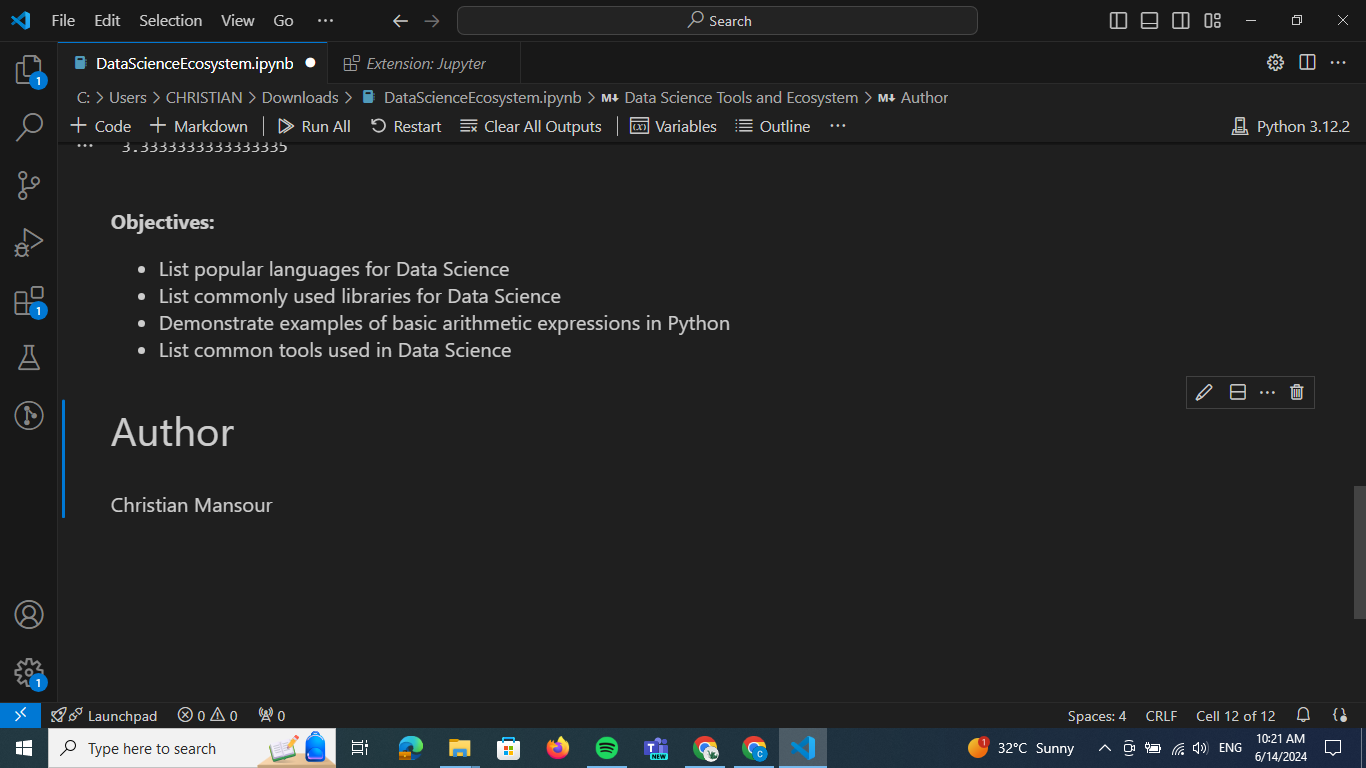 File Edit Selection View Go ··· Search
DataScienceEcosystem.ipynb Extension: Jupyter
C: > Users > CHRISTIAN > Downloads > DataScienceEcosystem.ipynb > M↓ Data Science Tools and Ecosystem > M↓ Author
+ Code + Markdown | Run All Restart Clear All Outputs | Variables Outline ··· Python 3.12.2
··· 3.3333333333333335
Objectives:
• List popular languages for Data Science
• List commonly used libraries for Data Science
• Demonstrate examples of basic arithmetic expressions in Python
• List common tools used in Data Science
Author
Christian Mansour
1
1
1
Launchpad 0 0 0 Spaces: 4 CRLF Cell 12 of 12
Type here to search NEW C 1 32°C Sunny ENG 10:21 AM
6/14/2024